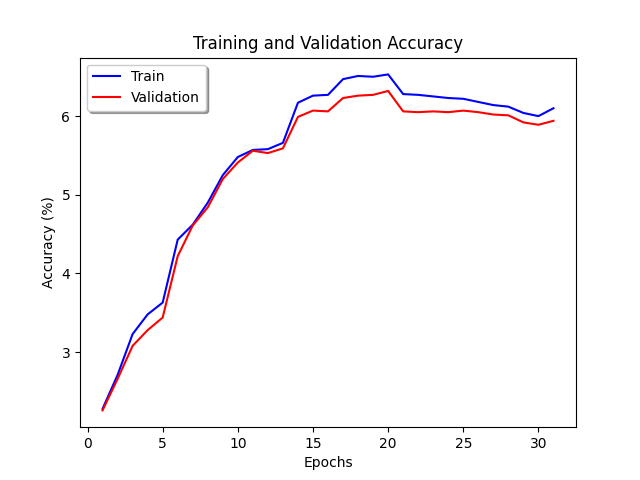 Training and Validation Accuracy
Train
Validation
Accuracy (%)
6
5
4
3
0 5 10 15 20 25 30
Epochs